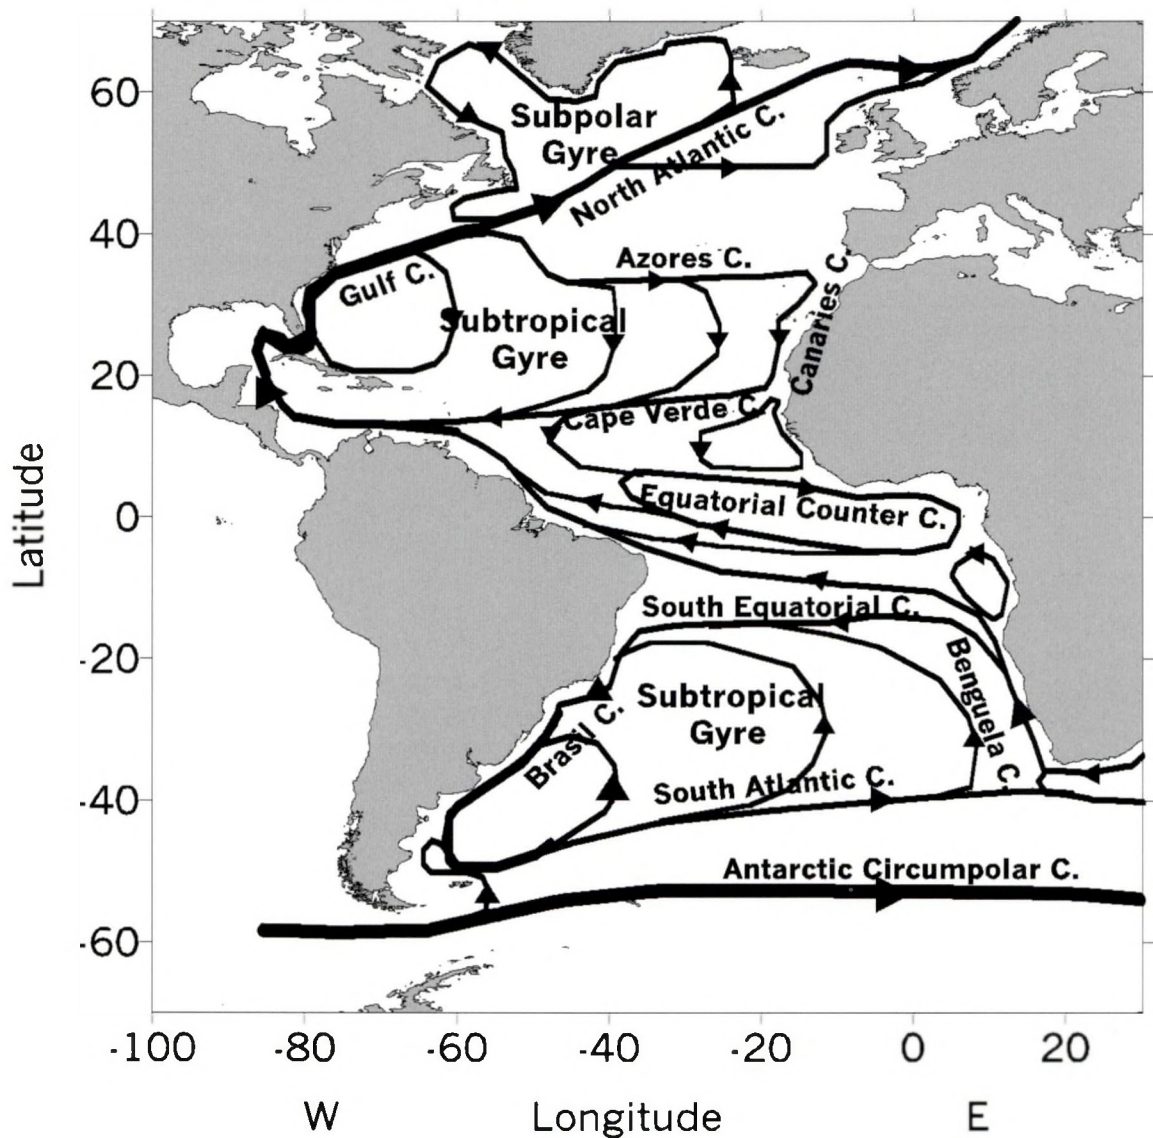 60
40
20
0
-20
-40
-60
Latitude
Subpolar
Gyre
North Atlantic C.
Azores C.
Gulf C.
Subtropical
Gyre
Canaries C.
Cape Verde C.
Equatorial Counter C.
South Equatorial C.
Benguela C.
Subtropical
Gyre
Brasil C.
South Atlantic C.
Antarctic Circumpolar C.
-100 -80 -60 -40 -20 0 20
W Longitude E